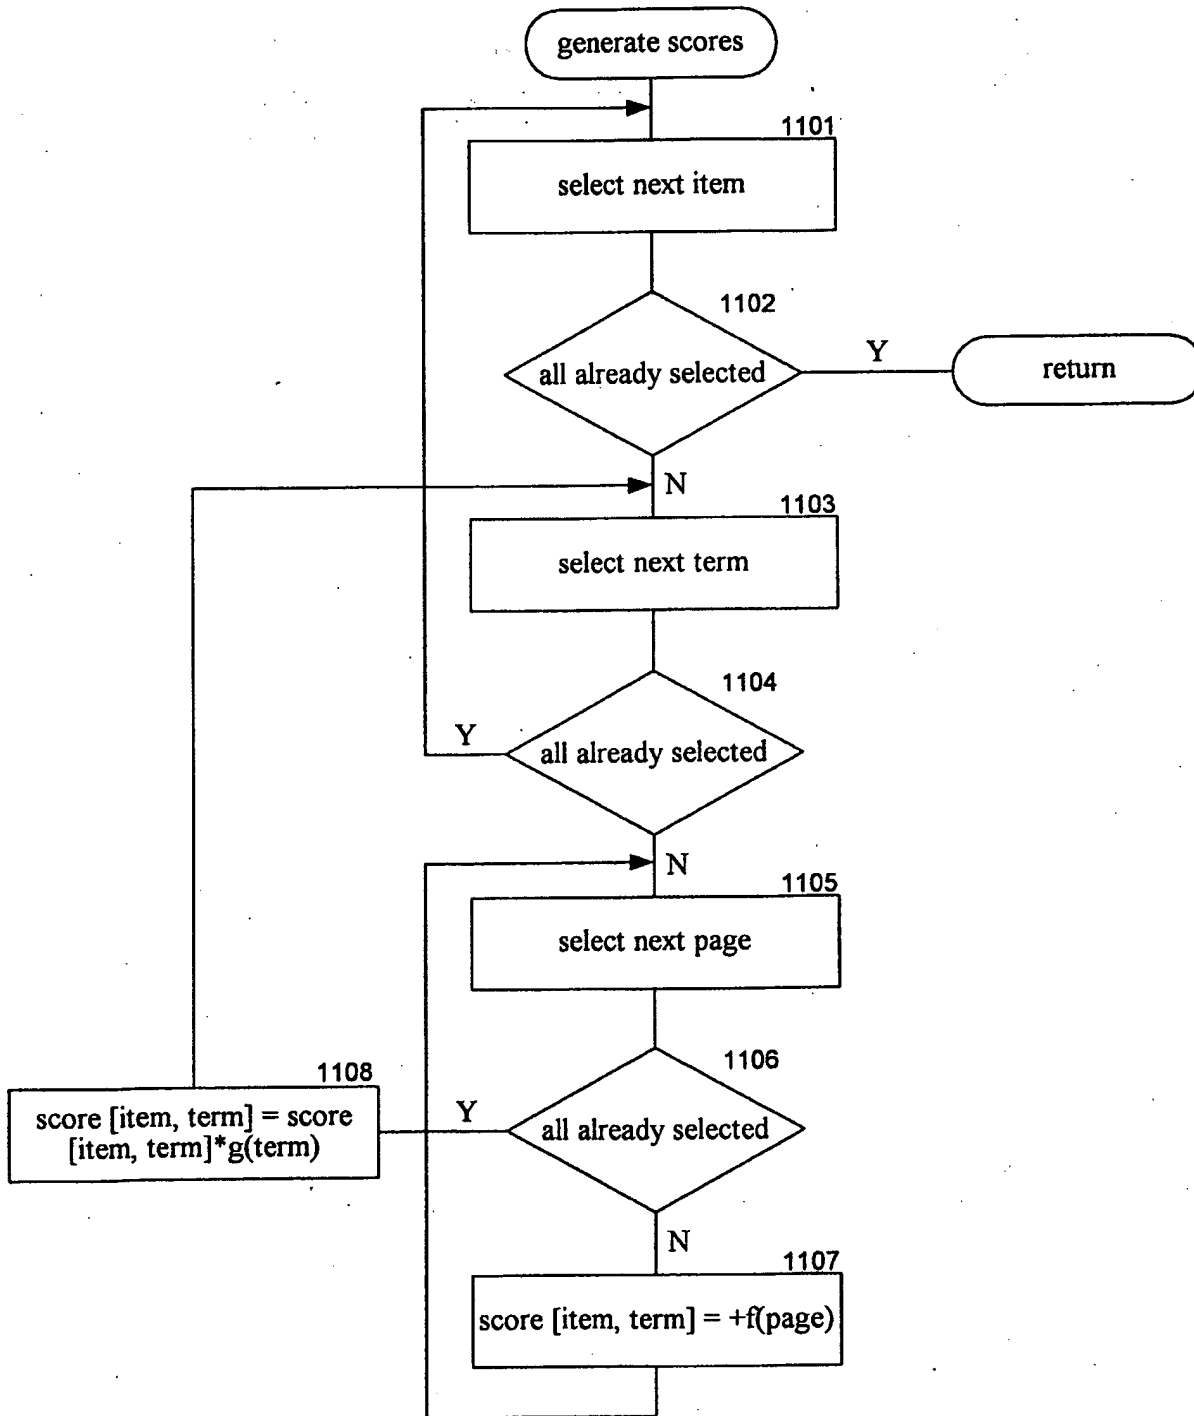 generate scores
1101
select next item
1102
all already selected
Y
return
N
1103
select next term
1104
all already selected
Y
N
1105
select next page
1106
all already selected
Y
1108
score [item, term] = score
[item, term]*g(term)
N
1107
score [item, term] = +f(page)